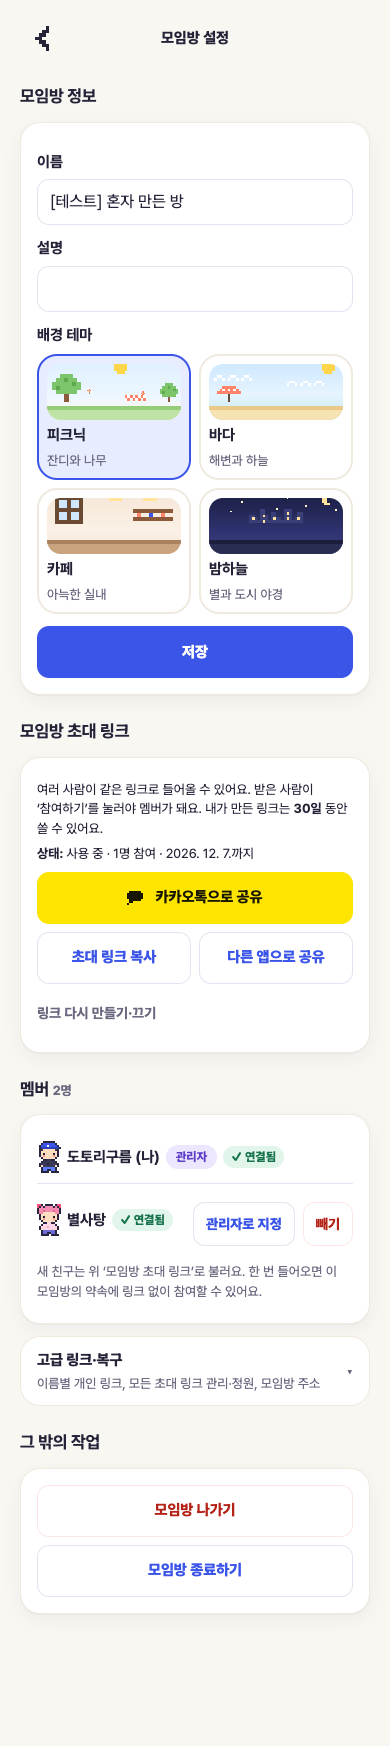 모임방 설정
모임방 정보
이름
[테스트] 혼자 만든 방
설명
배경 테마
피크닉
잔디와 나무
바다
해변과 하늘
카페
아늑한 실내
밤하늘
별과 도시 야경
저장
모임방 초대 링크
여러 사람이 같은 링크로 들어올 수 있어요. 받은 사람이
‘참여하기’를 눌러야 멤버가 돼요. 내가 만든 링크는 30일 동안
쓸 수 있어요.
상태: 사용 중 · 1명 참여 · 2026. 12. 7.까지
카카오톡으로 공유
초대 링크 복사
다른 앱으로 공유
링크 다시 만들기·끄기
멤버 2명
도토리구름 (나) 관리자 ✓ 연결됨
별사탕 ✓ 연결됨 관리자로 지정 빼기
새 친구는 위 ‘모임방 초대 링크’로 불러요. 한 번 들어오면 이
모임방의 약속에 링크 없이 참여할 수 있어요.
고급 링크·복구
이름별 개인 링크, 모든 초대 링크 관리·정원, 모임방 주소
그 밖의 작업
모임방 나가기
모임방 종료하기